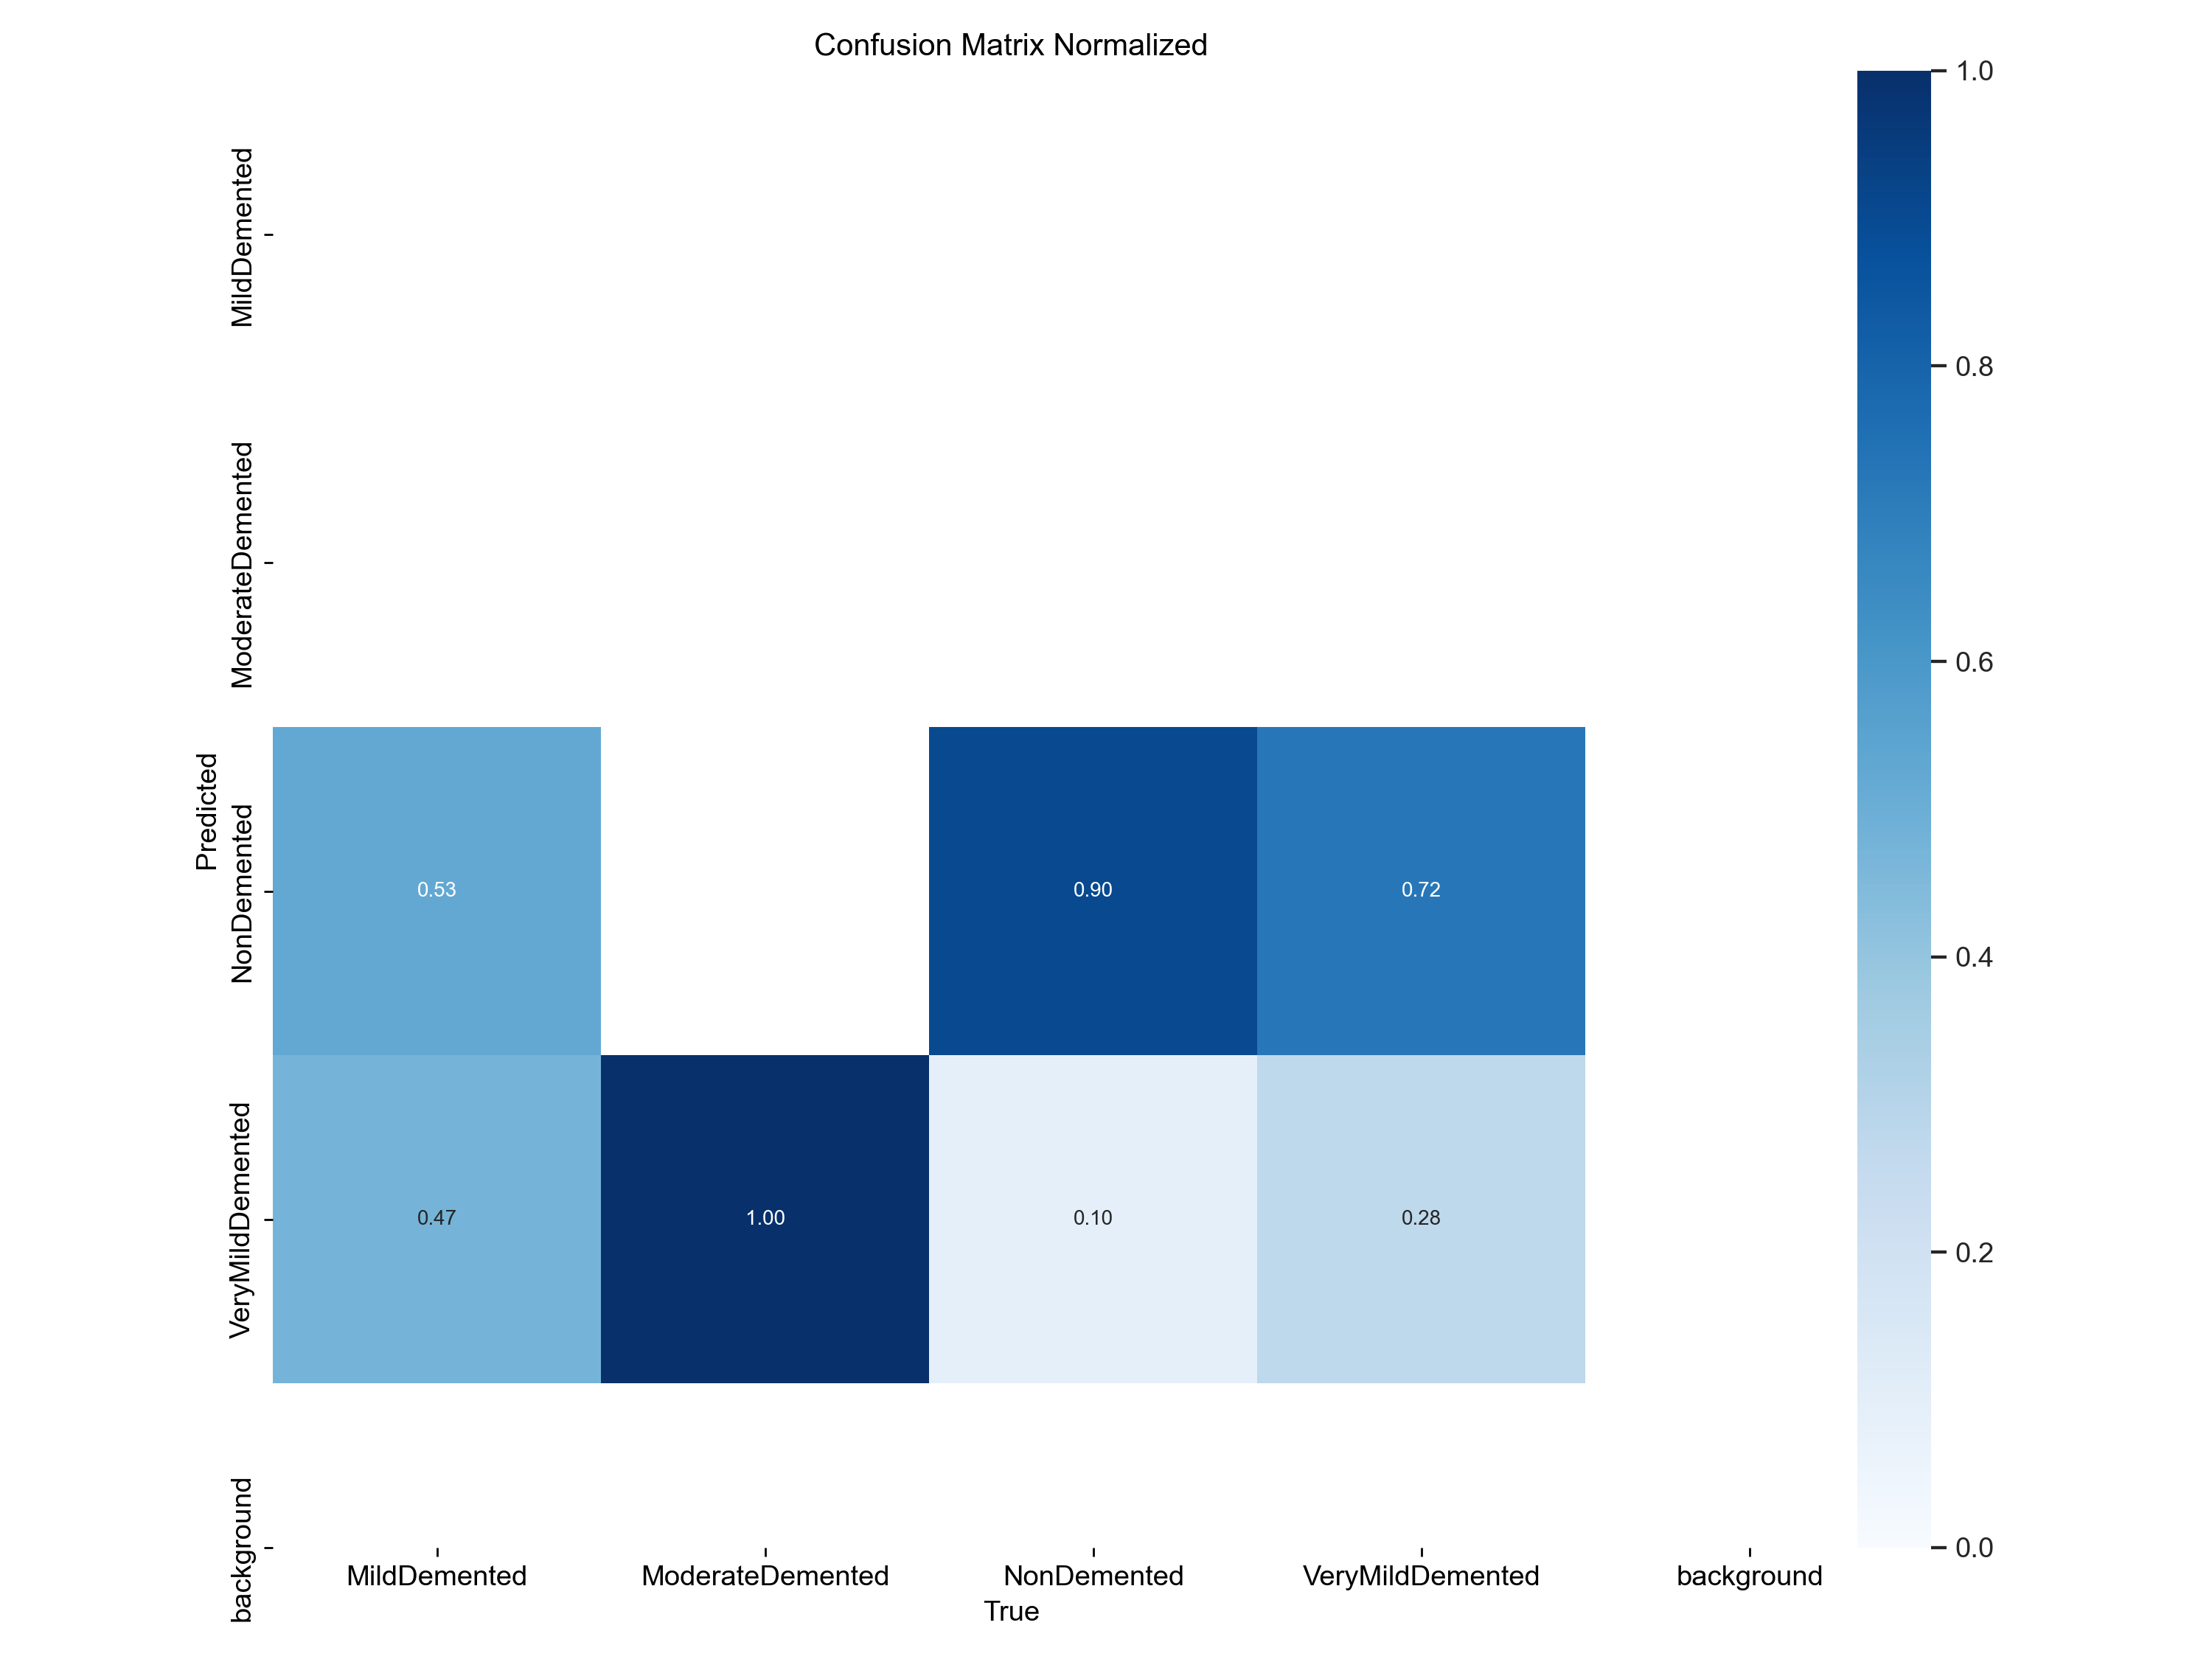 Confusion Matrix Normalized
Predicted
MildDemented
ModerateDemented
NonDemented
VeryMildDemented
background
0.53
0.90
0.72
0.47
1.00
0.10
0.28
MildDemented
ModerateDemented
NonDemented
VeryMildDemented
background
True
1.0
0.8
0.6
0.4
0.2
0.0